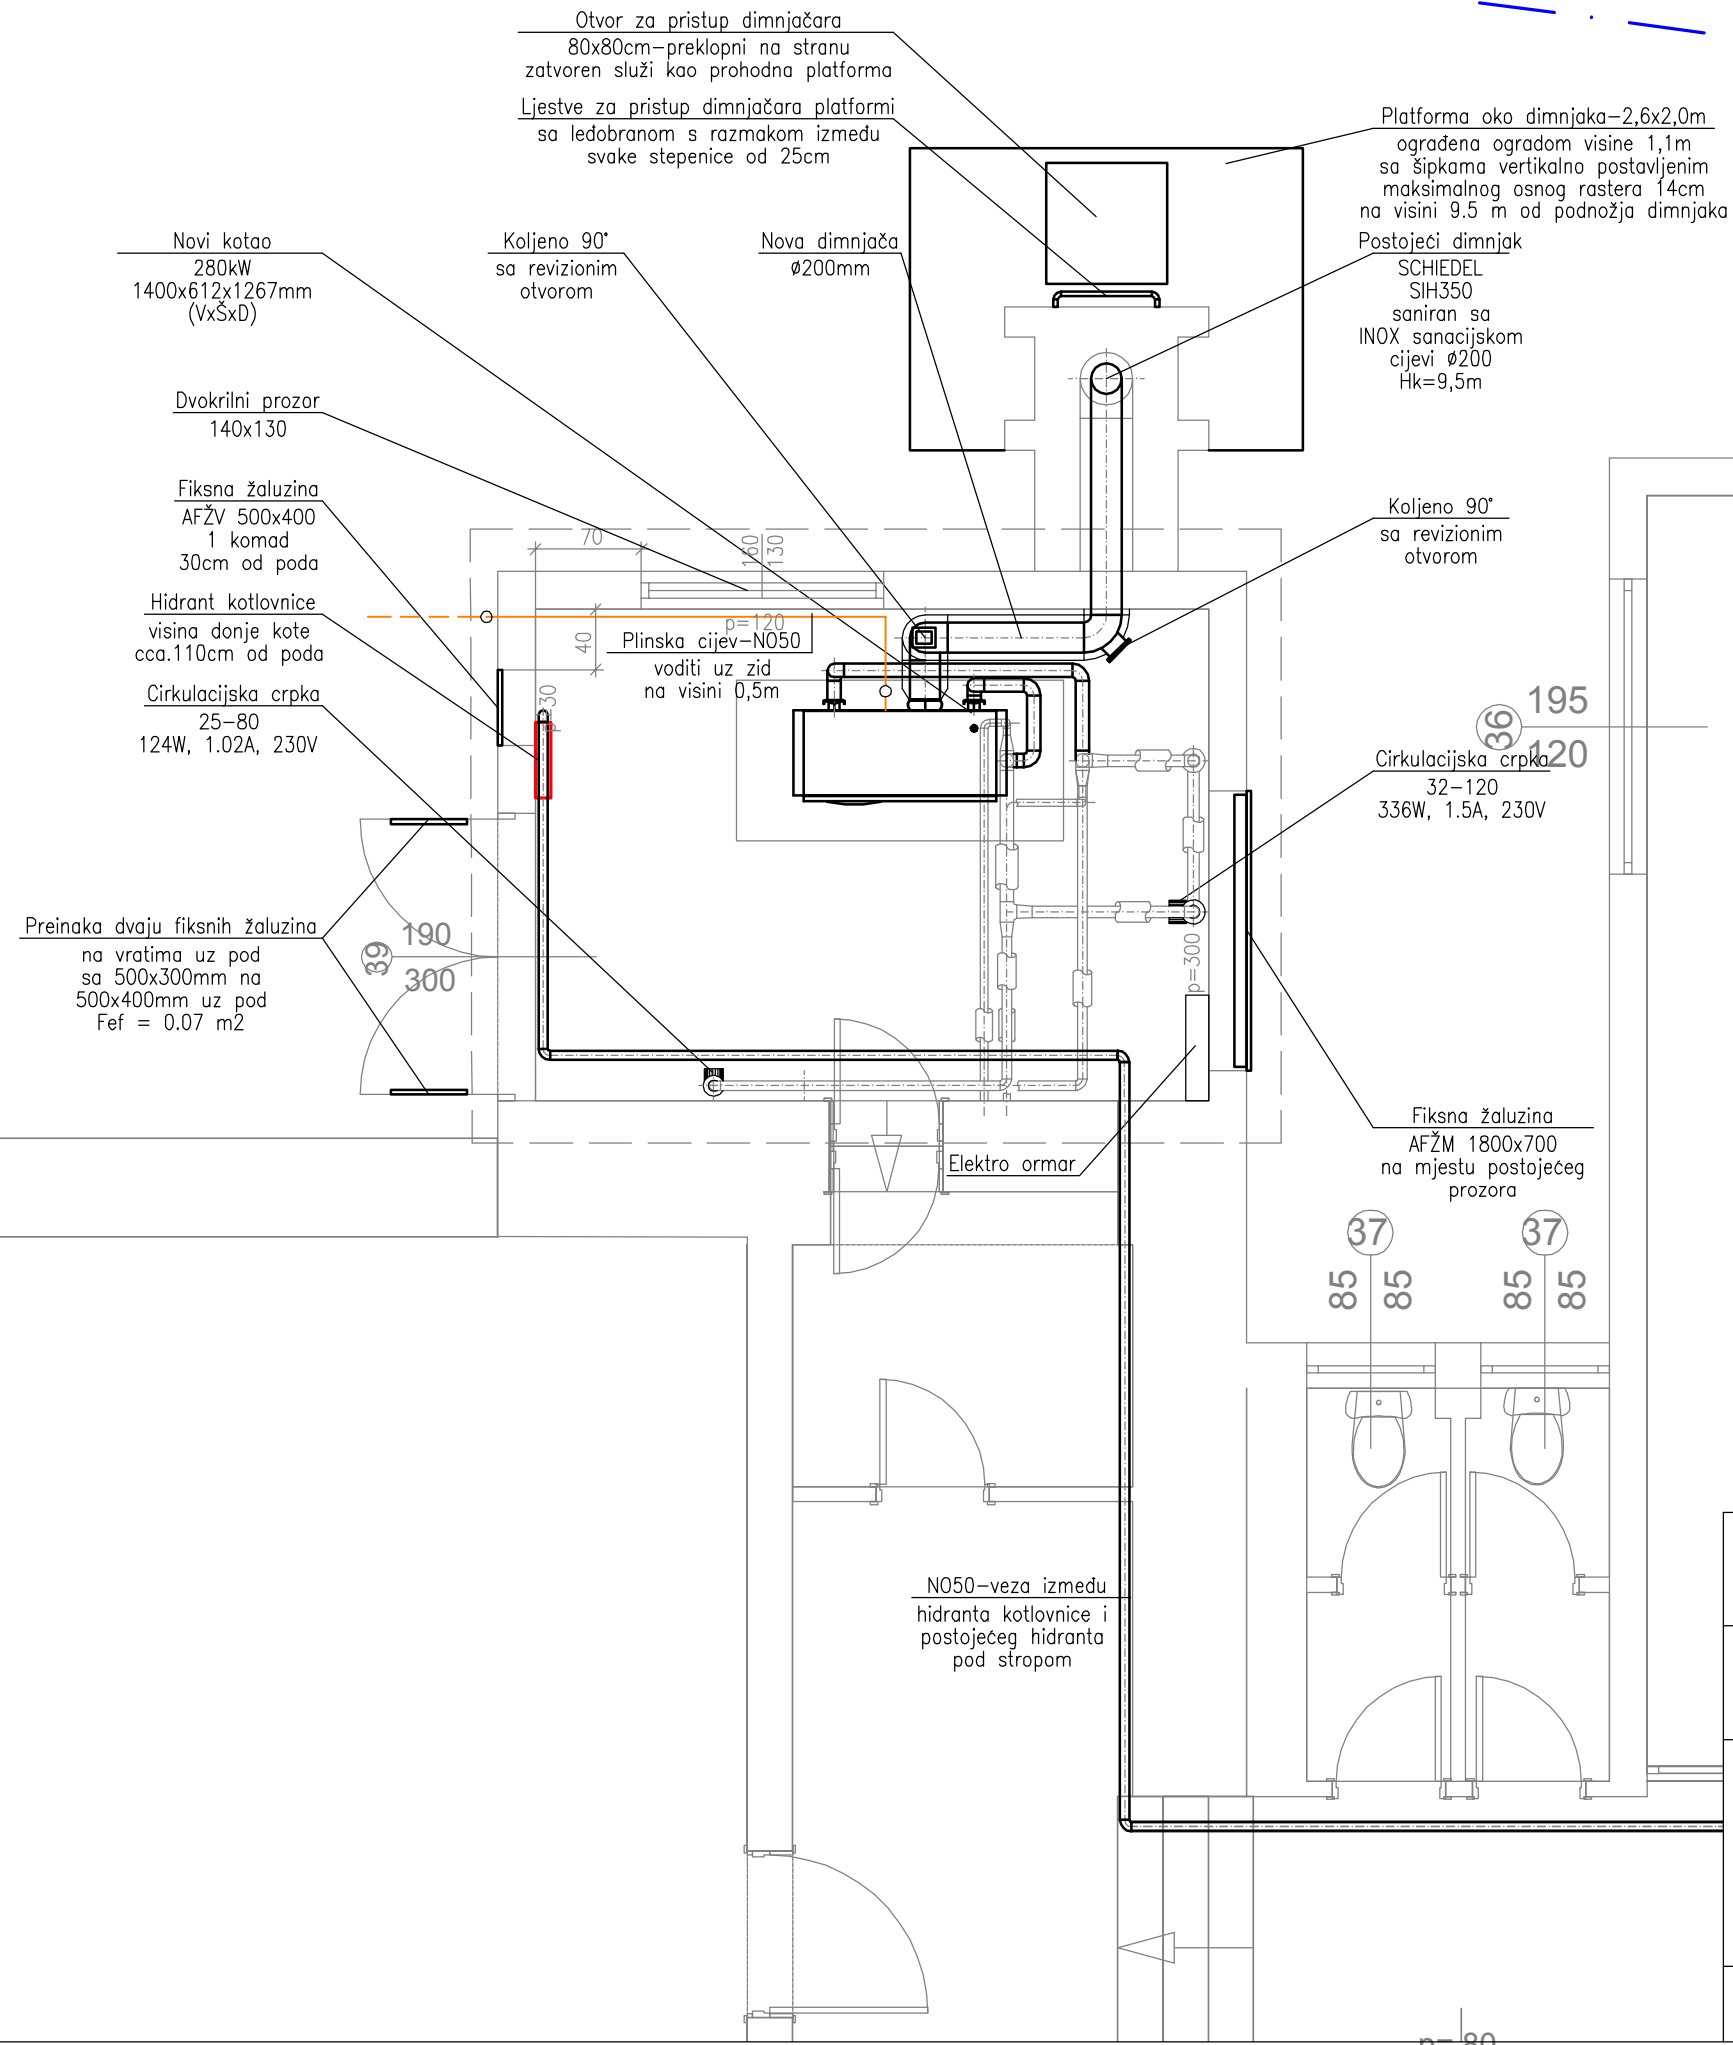 Otvor za pristup dimnjačara
80x80cm-preklopni na stranu
zatvoren služi kao prohodna platforma
Ljestve za pristup dimnjačara platformi
sa leđobranom s razmakom između
svake stepenice od 25cm
Platforma oko dimnjaka-2,6x2,0m
ograđena ogradom visine 1,1m
sa šipkama vertikalno postavljenim
maksimalnog osnog rastera 14cm
na visini 9.5 m od podnožja dimnjaka
Novi kotao
280kW
1400x612x1267mm
(VxŠxD)
Koljeno 90°
sa revizionim
otvorom
Nova dimnjača
Ø200mm
Postojeći dimnjak
SCHIEDEL
SIH350
saniran sa
INOX sanacijskom
cijevi Ø200
Hk=9,5m
Dvokrilni prozor
140x130
Fiksna žaluzina
AFŽV 500x400
1 komad
30cm od poda
Koljeno 90°
sa revizionim
otvorom
70
160
130
Hidrant kotlovnice
visina donje kote
cca.110cm od poda
40
p=120
Plinska cijev-NO50
voditi uz zid
na visini 0,5m
Cirkulacijska crpka
25-80
124W, 1.02A, 230V
p=30
36
195
120
Cirkulacijska crpka
32-120
336W, 1.5A, 230V
Preinaka dvaju fiksnih žaluzina
na vratima uz pod
sa 500x300mm na
500x400mm uz pod
Fef = 0.07 m2
39
190
300
p=300
Fiksna žaluzina
AFŽM 1800x700
na mjestu postojećeg
prozora
Elektro ormar
37
85
85
37
85
85
NO50-veza između
hidranta kotlovnice i
postojećeg hidranta
pod stropom
p= 80